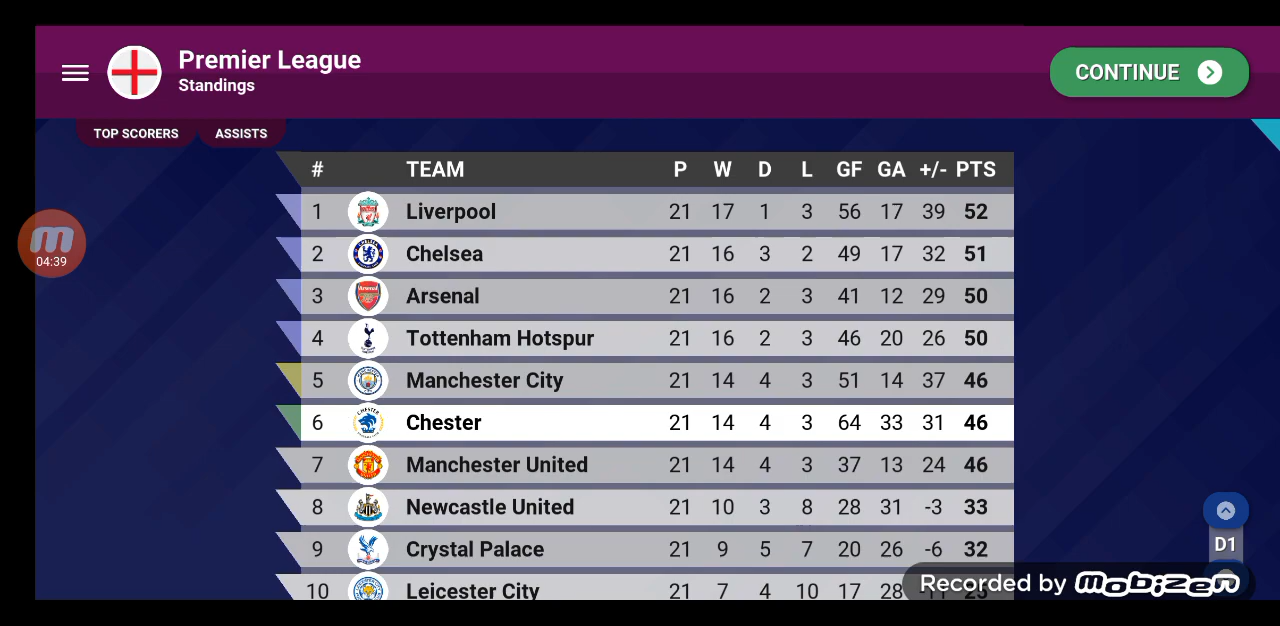 Premier League
Standings
CONTINUE
TOP SCORERS ASSISTS
# TEAM P W D L GF GA +/- PTS
1 Liverpool 21 17 1 3 56 17 39 52
2 Chelsea 21 16 3 2 49 17 32 51
04:39
3 Arsenal 21 16 2 3 41 12 29 50
4 Tottenham Hotspur 21 16 2 3 46 20 26 50
5 Manchester City 21 14 4 3 51 14 37 46
6 Chester 21 14 4 3 64 33 31 46
7 Manchester United 21 14 4 3 37 13 24 46
8 Newcastle United 21 10 3 8 28 31 -3 33
9 Crystal Palace 21 9 5 7 20 26 -6 32
D1
10 Leicester City 21 7 4 10 17 28 -11 25
Recorded by mobizen